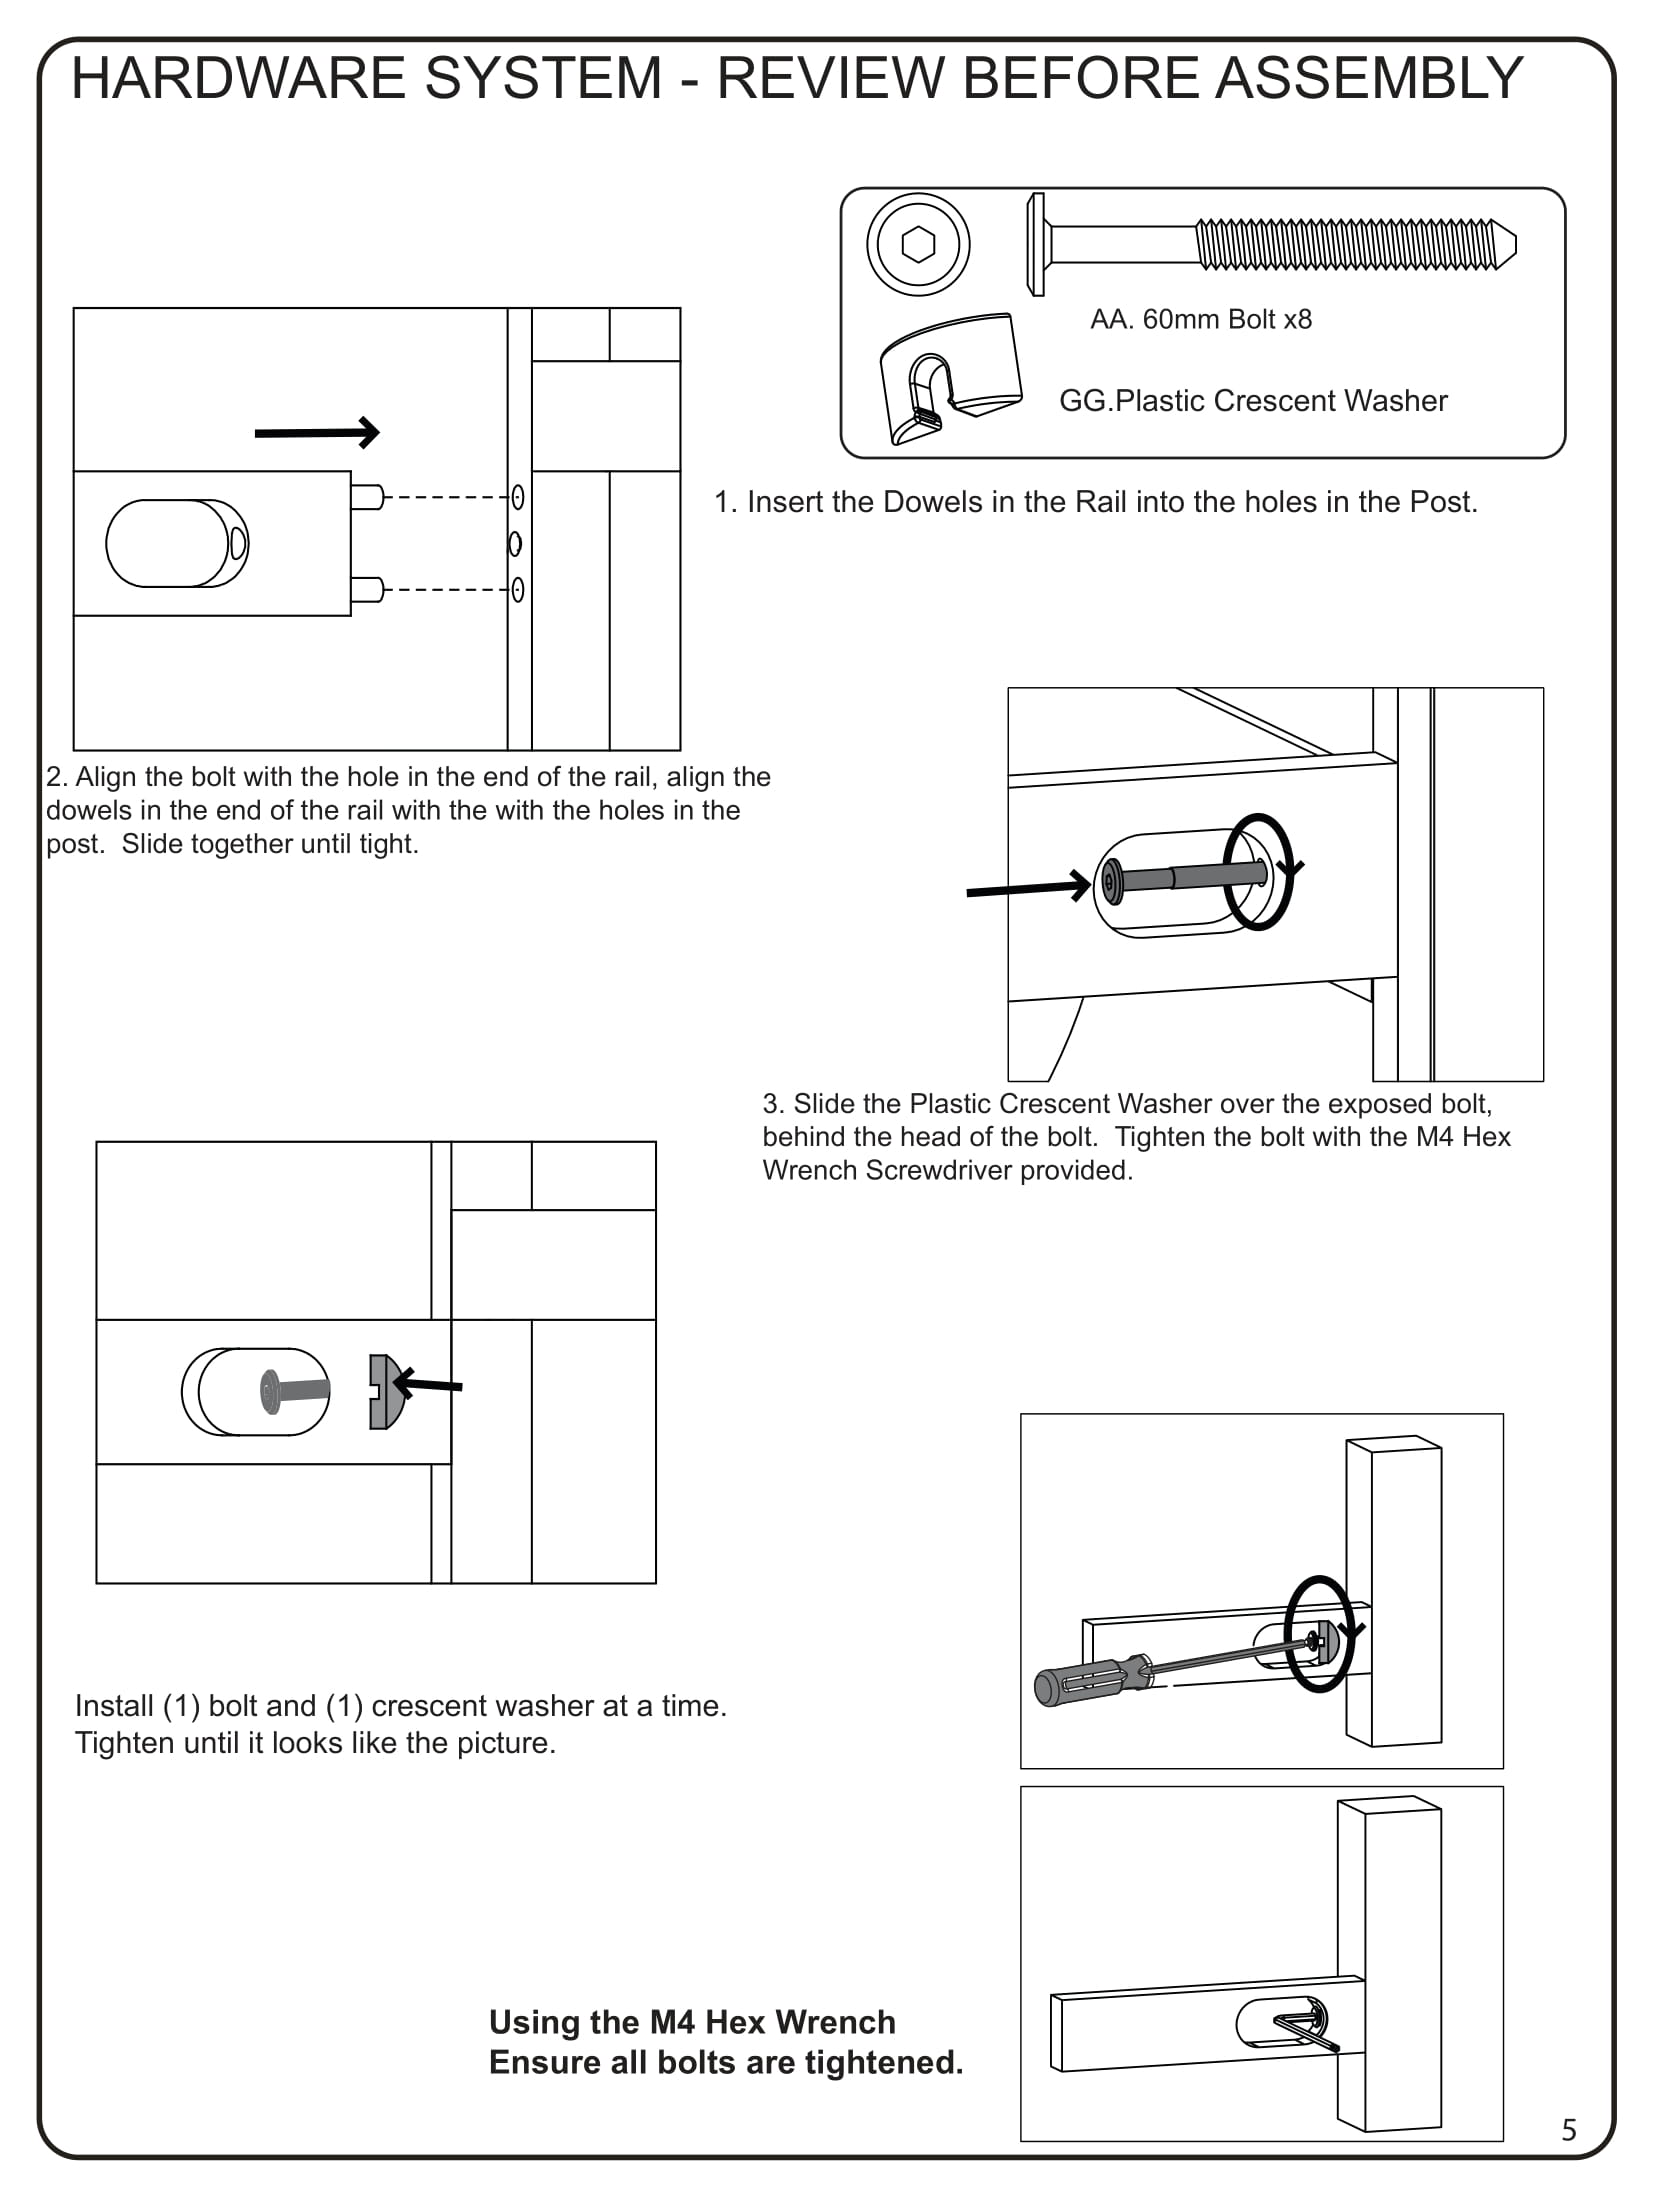 HARDWARE SYSTEM - REVIEW BEFORE ASSEMBLY
AA. 60mm Bolt x8
GG.Plastic Crescent Washer
1. Insert the Dowels in the Rail into the holes in the Post.
2. Align the bolt with the hole in the end of the rail, align the
dowels in the end of the rail with the with the holes in the
post.  Slide together until tight.
3. Slide the Plastic Crescent Washer over the exposed bolt,
behind the head of the bolt.  Tighten the bolt with the M4 Hex
Wrench Screwdriver provided.
Install (1) bolt and (1) crescent washer at a time.
Tighten until it looks like the picture.
Using the M4 Hex Wrench
Ensure all bolts are tightened.
5